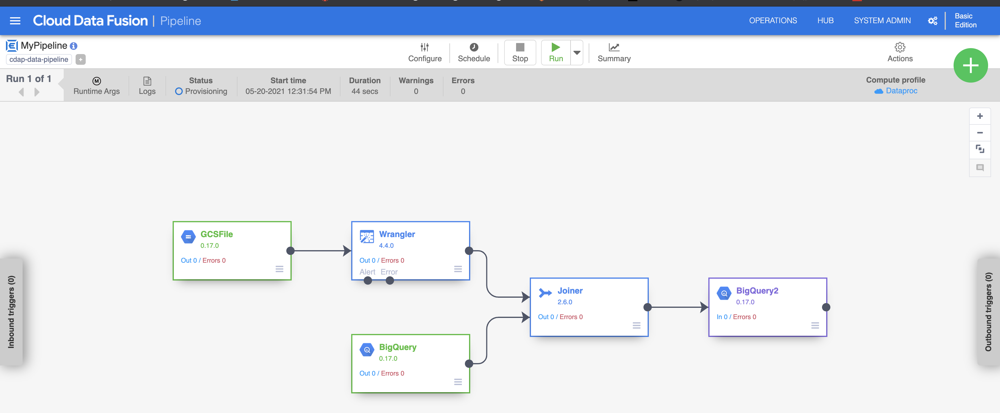 Cloud Data Fusion | Pipeline
OPERATIONS
HUB
SYSTEM ADMIN
Basic
Edition
MyPipeline
cdap-data-pipeline
Configure
Schedule
Stop
Run
Summary
Actions
Run 1 of 1
Runtime Args
Logs
Status
Provisioning
Start time
05-20-2021 12:31:54 PM
Duration
44 secs
Warnings
0
Errors
0
Compute profile
Dataproc
Inbound triggers (0)
GCSFile
0.17.0
Out 0 / Errors 0
Wrangler
4.4.0
Out 0 / Errors 0
Alert Error
BigQuery
0.17.0
Out 0 / Errors 0
Joiner
2.6.0
Out 0 / Errors 0
BigQuery2
0.17.0
In 0 / Errors 0
Outbound triggers (0)